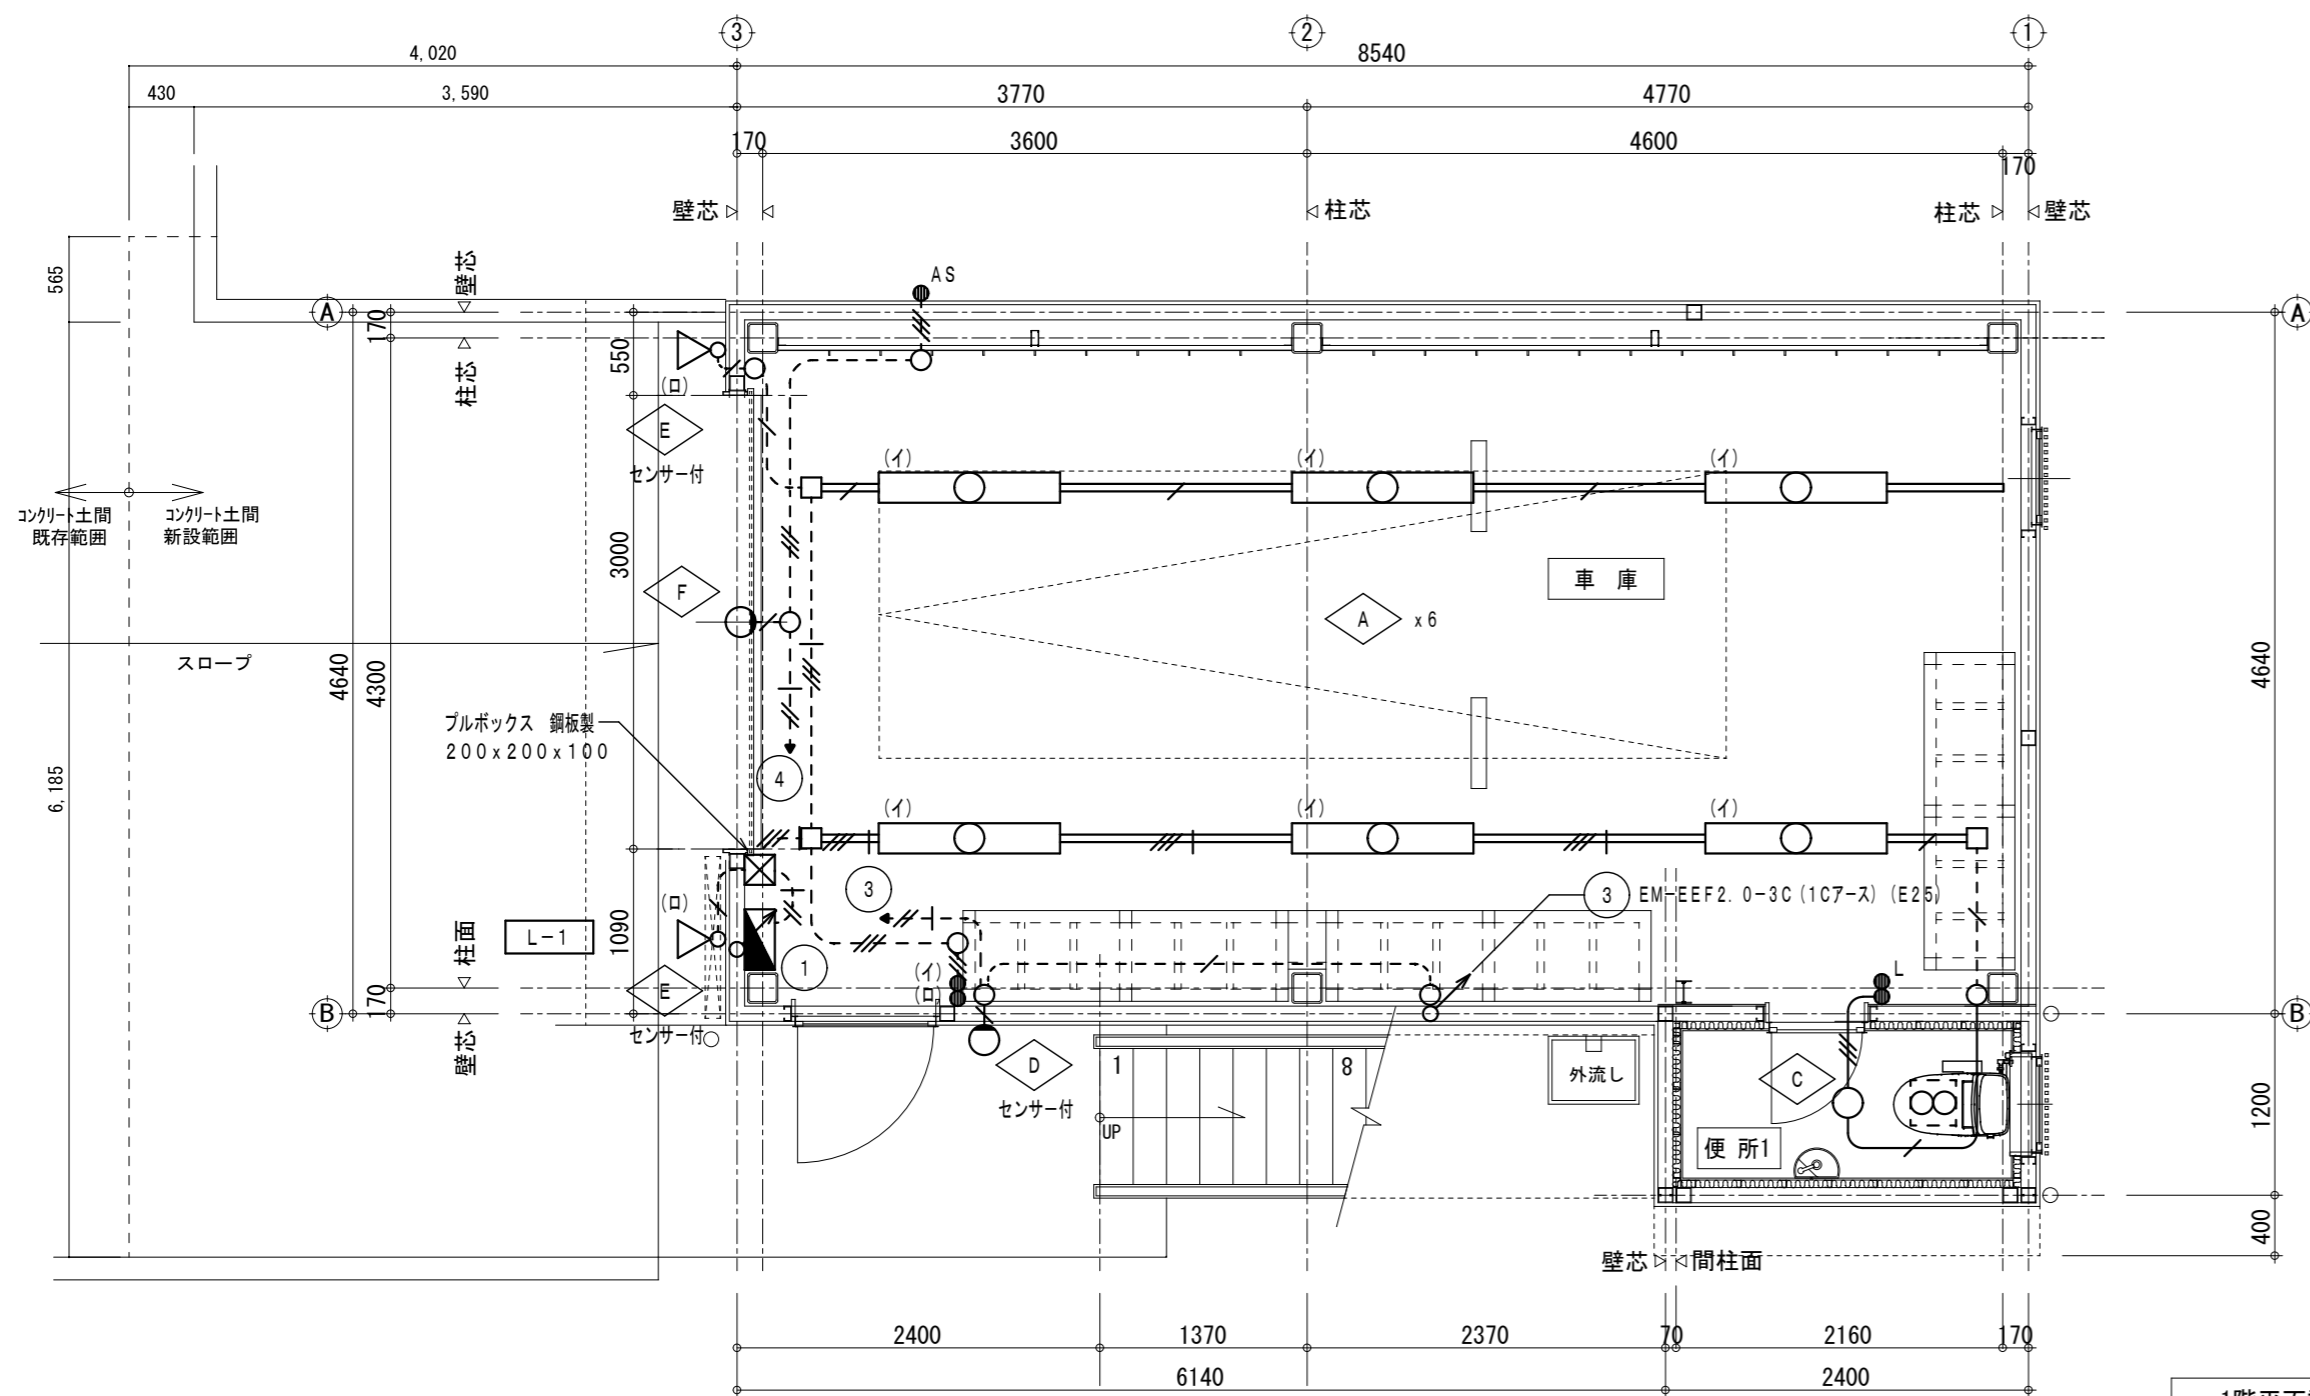 3
2
1
4,020
8540
430
3,590
3770
4770
170
3600
4600
170
壁芯
柱芯
柱芯
壁芯
565
壁芯
AS
A
170
A
柱芯
550
(ロ)
E
センサー付
(イ)
(イ)
(イ)
コンクリート土間
既存範囲
コンクリート土間
新設範囲
3000
車 庫
F
A
x6
スロープ
4640
4300
4640
プルボックス 鋼板製
200x200x100
4
6,185
(イ)
(イ)
(イ)
3
3
EM-EEF2.0-3C(1Cアース)(E25)
(ロ)
L-1
1090
柱面
1
(イ)
(ロ)
L
E
170
B
B
センサー付
壁芯
D
センサー付
1
8
外流し
C
UP
便 所1
1200
400
壁芯
間柱面
2400
1370
2370
70
2160
170
6140
2400